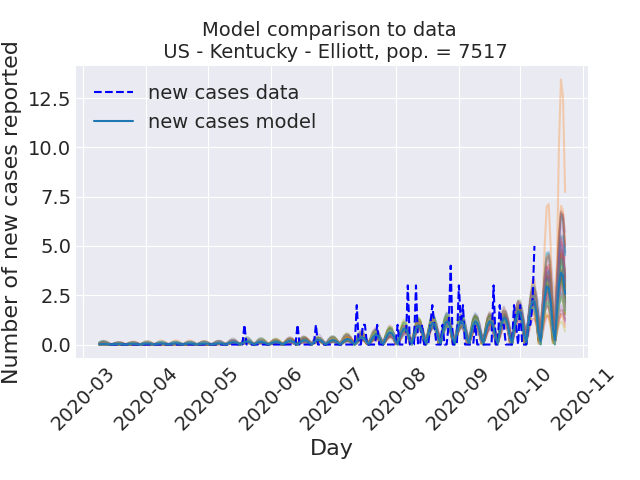 Model comparison to data
US - Kentucky - Elliott, pop. = 7517
new cases data
new cases model
Number of new cases reported
12.5
10.0
7.5
5.0
2.5
0.0
2020-03
2020-04
2020-05
2020-06
2020-07
2020-08
2020-09
2020-10
2020-11
Day